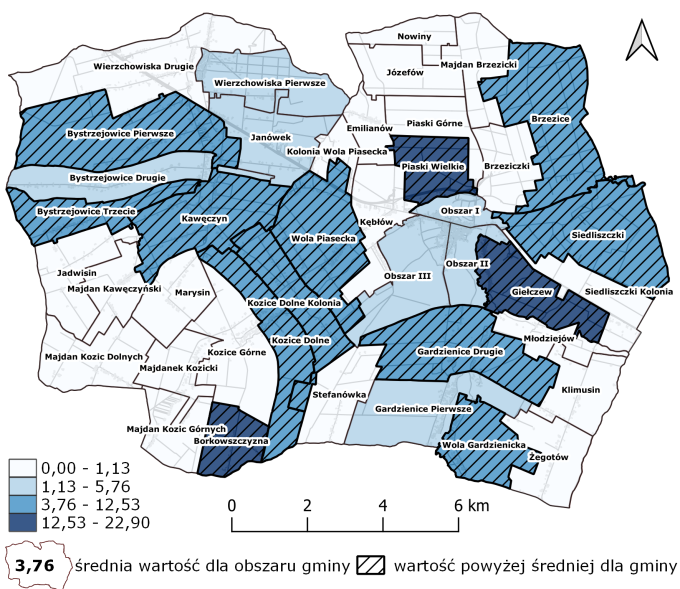 Nowiny
Majdan Brzezicki
Wierzchowiska Drugie
Józefów
Wierzchowiska Pierwsze
Brzezice
Emilianów
Piaski Górne
Bystrzejowice Pierwsze
Janówek
Kolonia Wola Piasecka
Piaski Wielkie
Brzeziczki
Bystrzejowice Drugie
Bystrzejowice Trzecie
Kawęczyn
Kębłów
Obszar I
Wola Piasecka
Siedliszczki
Jadwisin
Obszar III
Obszar II
Majdan Kawęczyński
Marysin
Giełczew
Siedliszczki Kolonia
Kozice Dolne Kolonia
Kozice Dolne
Młodziejów
Majdan Kozic Dolnych
Kozice Górne
Gardzienice Drugie
Majdanek Kozicki
Stefanówka
Klimusin
Gardzienice Pierwsze
Majdan Kozic Górnych
Borkowszczyzna
Wola Gardzienicka
Żegotów
0,00 - 1,13
1,13 - 5,76
3,76 - 12,53
12,53 - 22,90
0 2 4 6 km
3,76 średnia wartość dla obszaru gminy wartość powyżej średniej dla gminy